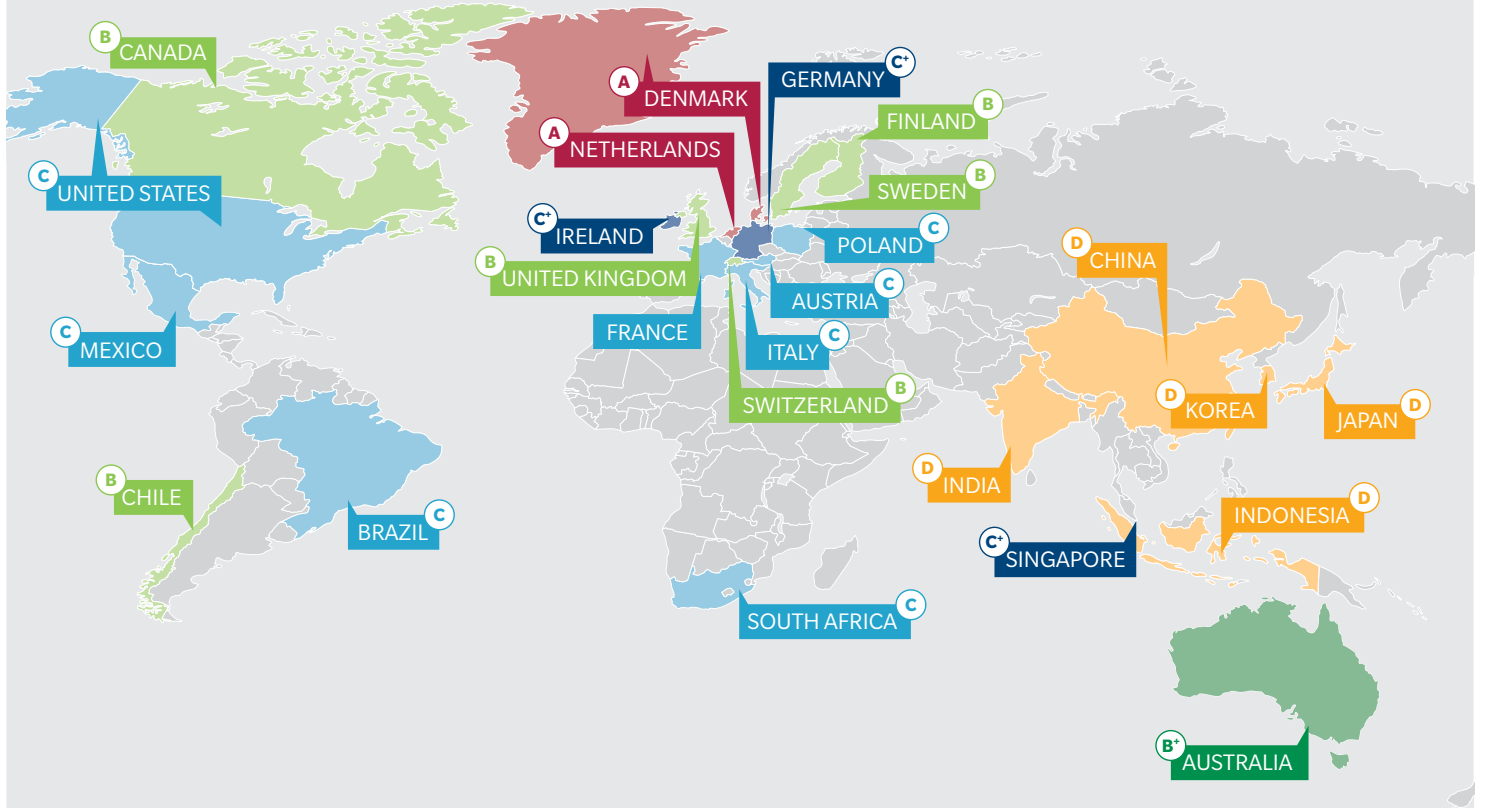 B
CANADA
C
UNITED STATES
C
MEXICO
B
CHILE
C
BRAZIL
A
DENMARK
A
NETHERLANDS
C+
GERMANY
B
FINLAND
B
SWEDEN
C+
IRELAND
C
POLAND
B
UNITED KINGDOM
C
AUSTRIA
FRANCE
C
ITALY
B
SWITZERLAND
D
CHINA
D
KOREA
D
JAPAN
D
INDIA
D
INDONESIA
C+
SINGAPORE
C
SOUTH AFRICA
B+
AUSTRALIA